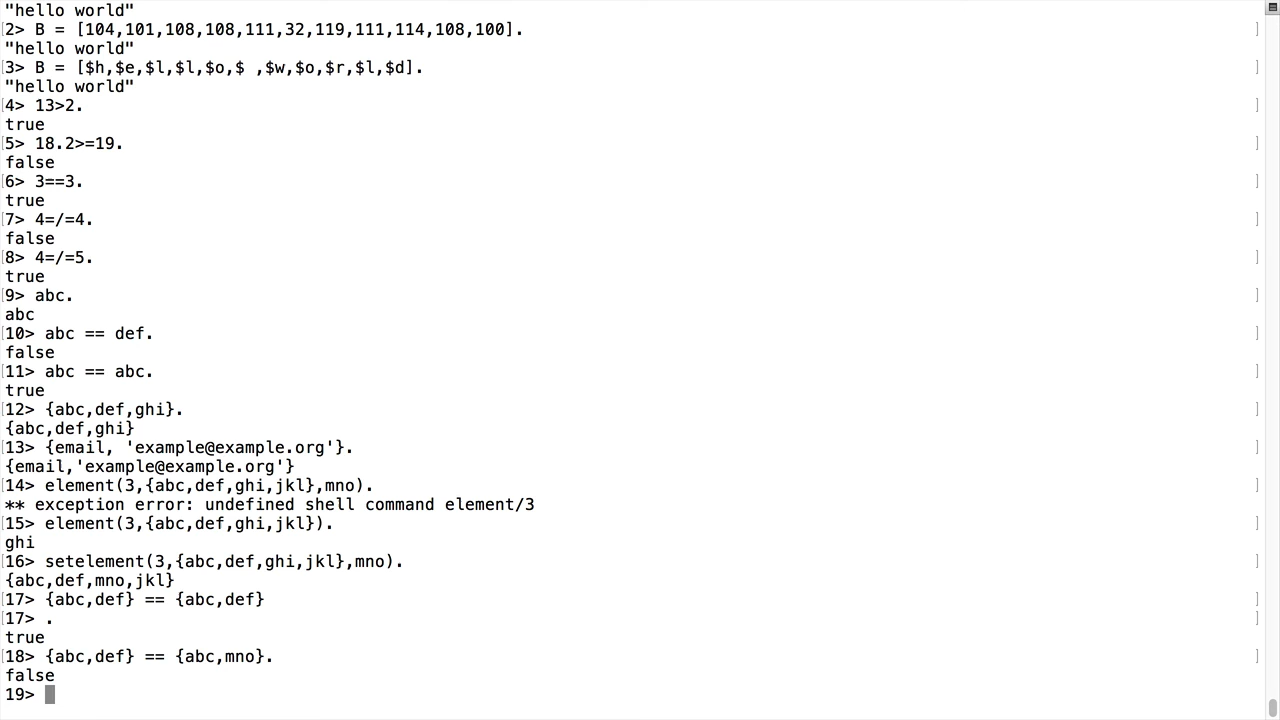 "hello world"
[2> B = [104,101,108,108,111,32,119,111,114,108,100]. ]
"hello world"
[3> B = [$h,$e,$l,$l,$o,$ ,$w,$o,$r,$l,$d]. ]
"hello world"
[4> 13>2. ]
true
[5> 18.2>=19. ]
false
[6> 3==3. ]
true
[7> 4=/=4. ]
false
[8> 4=/=5. ]
true
[9> abc. ]
abc
[10> abc == def. ]
false
[11> abc == abc. ]
true
[12> {abc,def,ghi}. ]
{abc,def,ghi}
[13> {email, 'example@example.org'}. ]
{email,'example@example.org'}
[14> element(3,{abc,def,ghi,jkl},mno). ]
** exception error: undefined shell command element/3
[15> element(3,{abc,def,ghi,jkl}). ]
ghi
[16> setelement(3,{abc,def,ghi,jkl},mno). ]
{abc,def,mno,jkl}
[17> {abc,def} == {abc,def} ]
[17> . ]
true
[18> {abc,def} == {abc,mno}. ]
false
19>